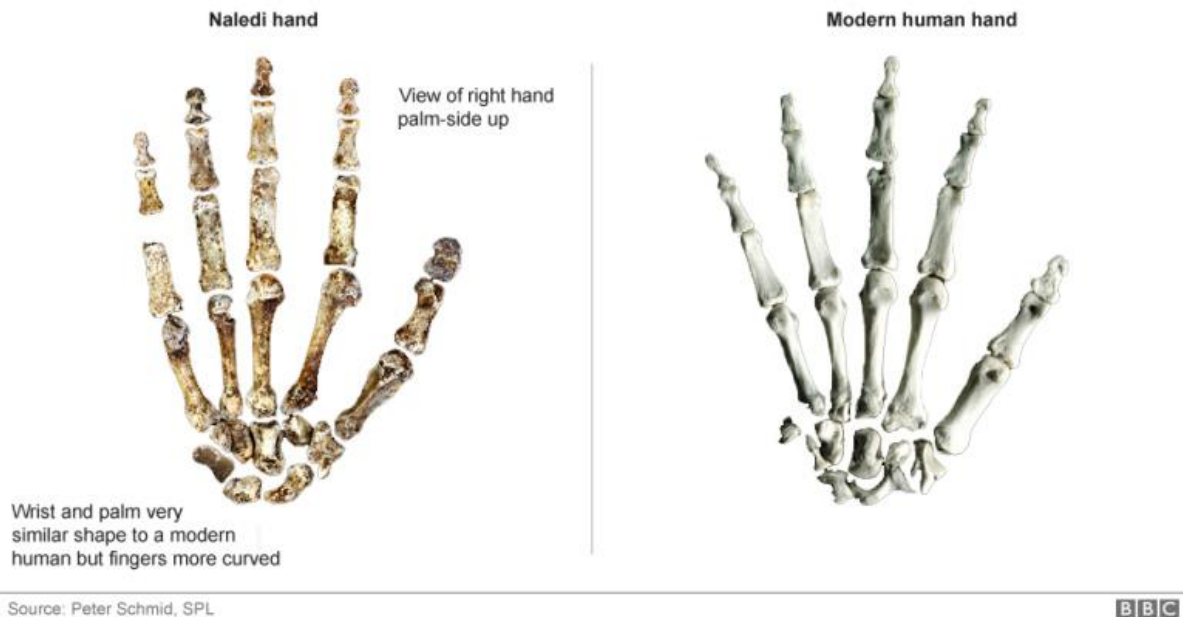 Naledi hand
Modern human hand
View of right hand
palm-side up
Wrist and palm very
similar shape to a modern
human but fingers more curved
Source: Peter Schmid, SPL
BBC